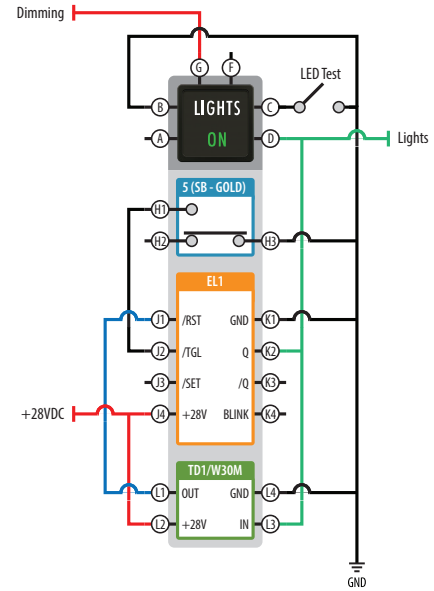 Dimming
G F
LED Test
B LIGHTS C
A ON D
Lights
5 (SB - GOLD)
H1
H2 H3
EL1
J1 /RST GND K1
J2 /TGL Q K2
J3 /SET /Q K3
+28VDC J4 +28V BLINK K4
TD1/W30M
L1 OUT GND L4
L2 +28V IN L3
GND